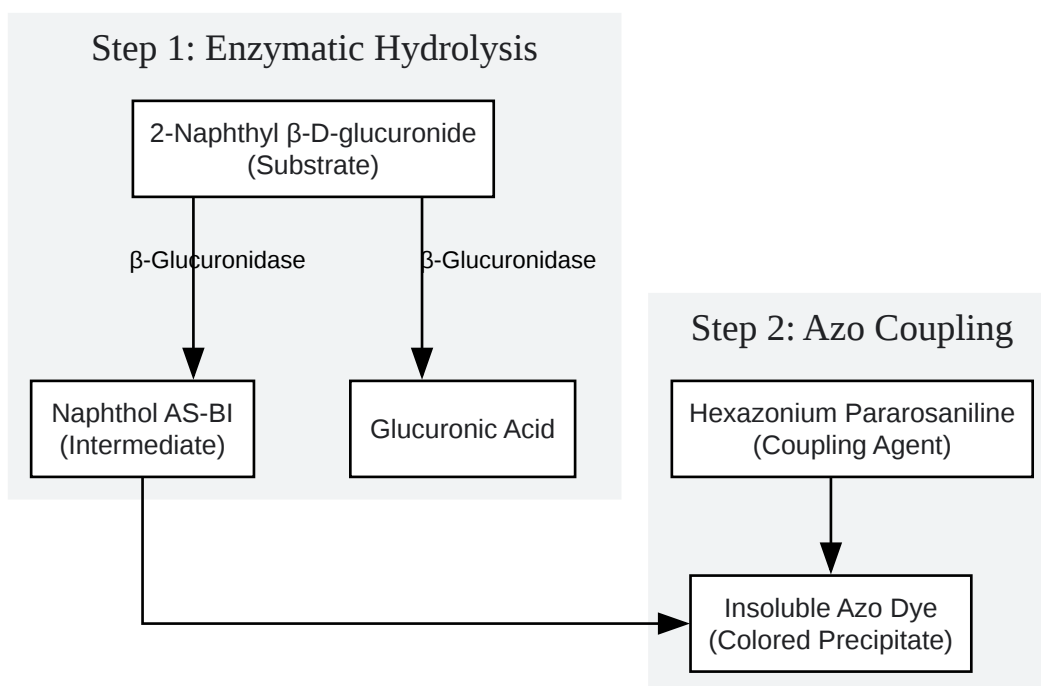 Step 1: Enzymatic Hydrolysis
2-Naphthyl β-D-glucuronide
(Substrate)
β-Glucuronidase
β-Glucuronidase
Naphthol AS-BI
(Intermediate)
Glucuronic Acid
Step 2: Azo Coupling
Hexazonium Pararosaniline
(Coupling Agent)
Insoluble Azo Dye
(Colored Precipitate)